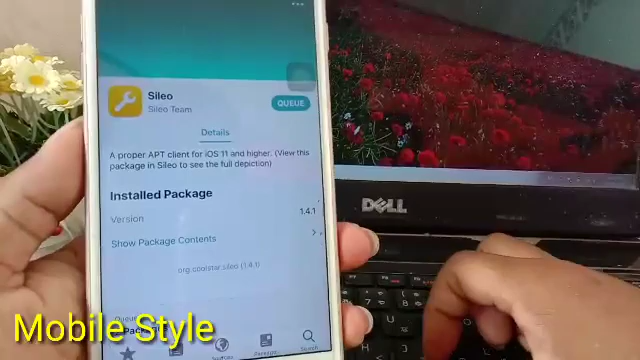 Sileo
Sileo Team
QUEUE
Details
A proper APT client for iOS 11 and higher. (View this
package in Sileo to see the full depiction)
Installed Package
Version
1.4.1
Show Package Contents
org.coolstar.sileo (1.4.1)
DELL
Mobile Style
Search